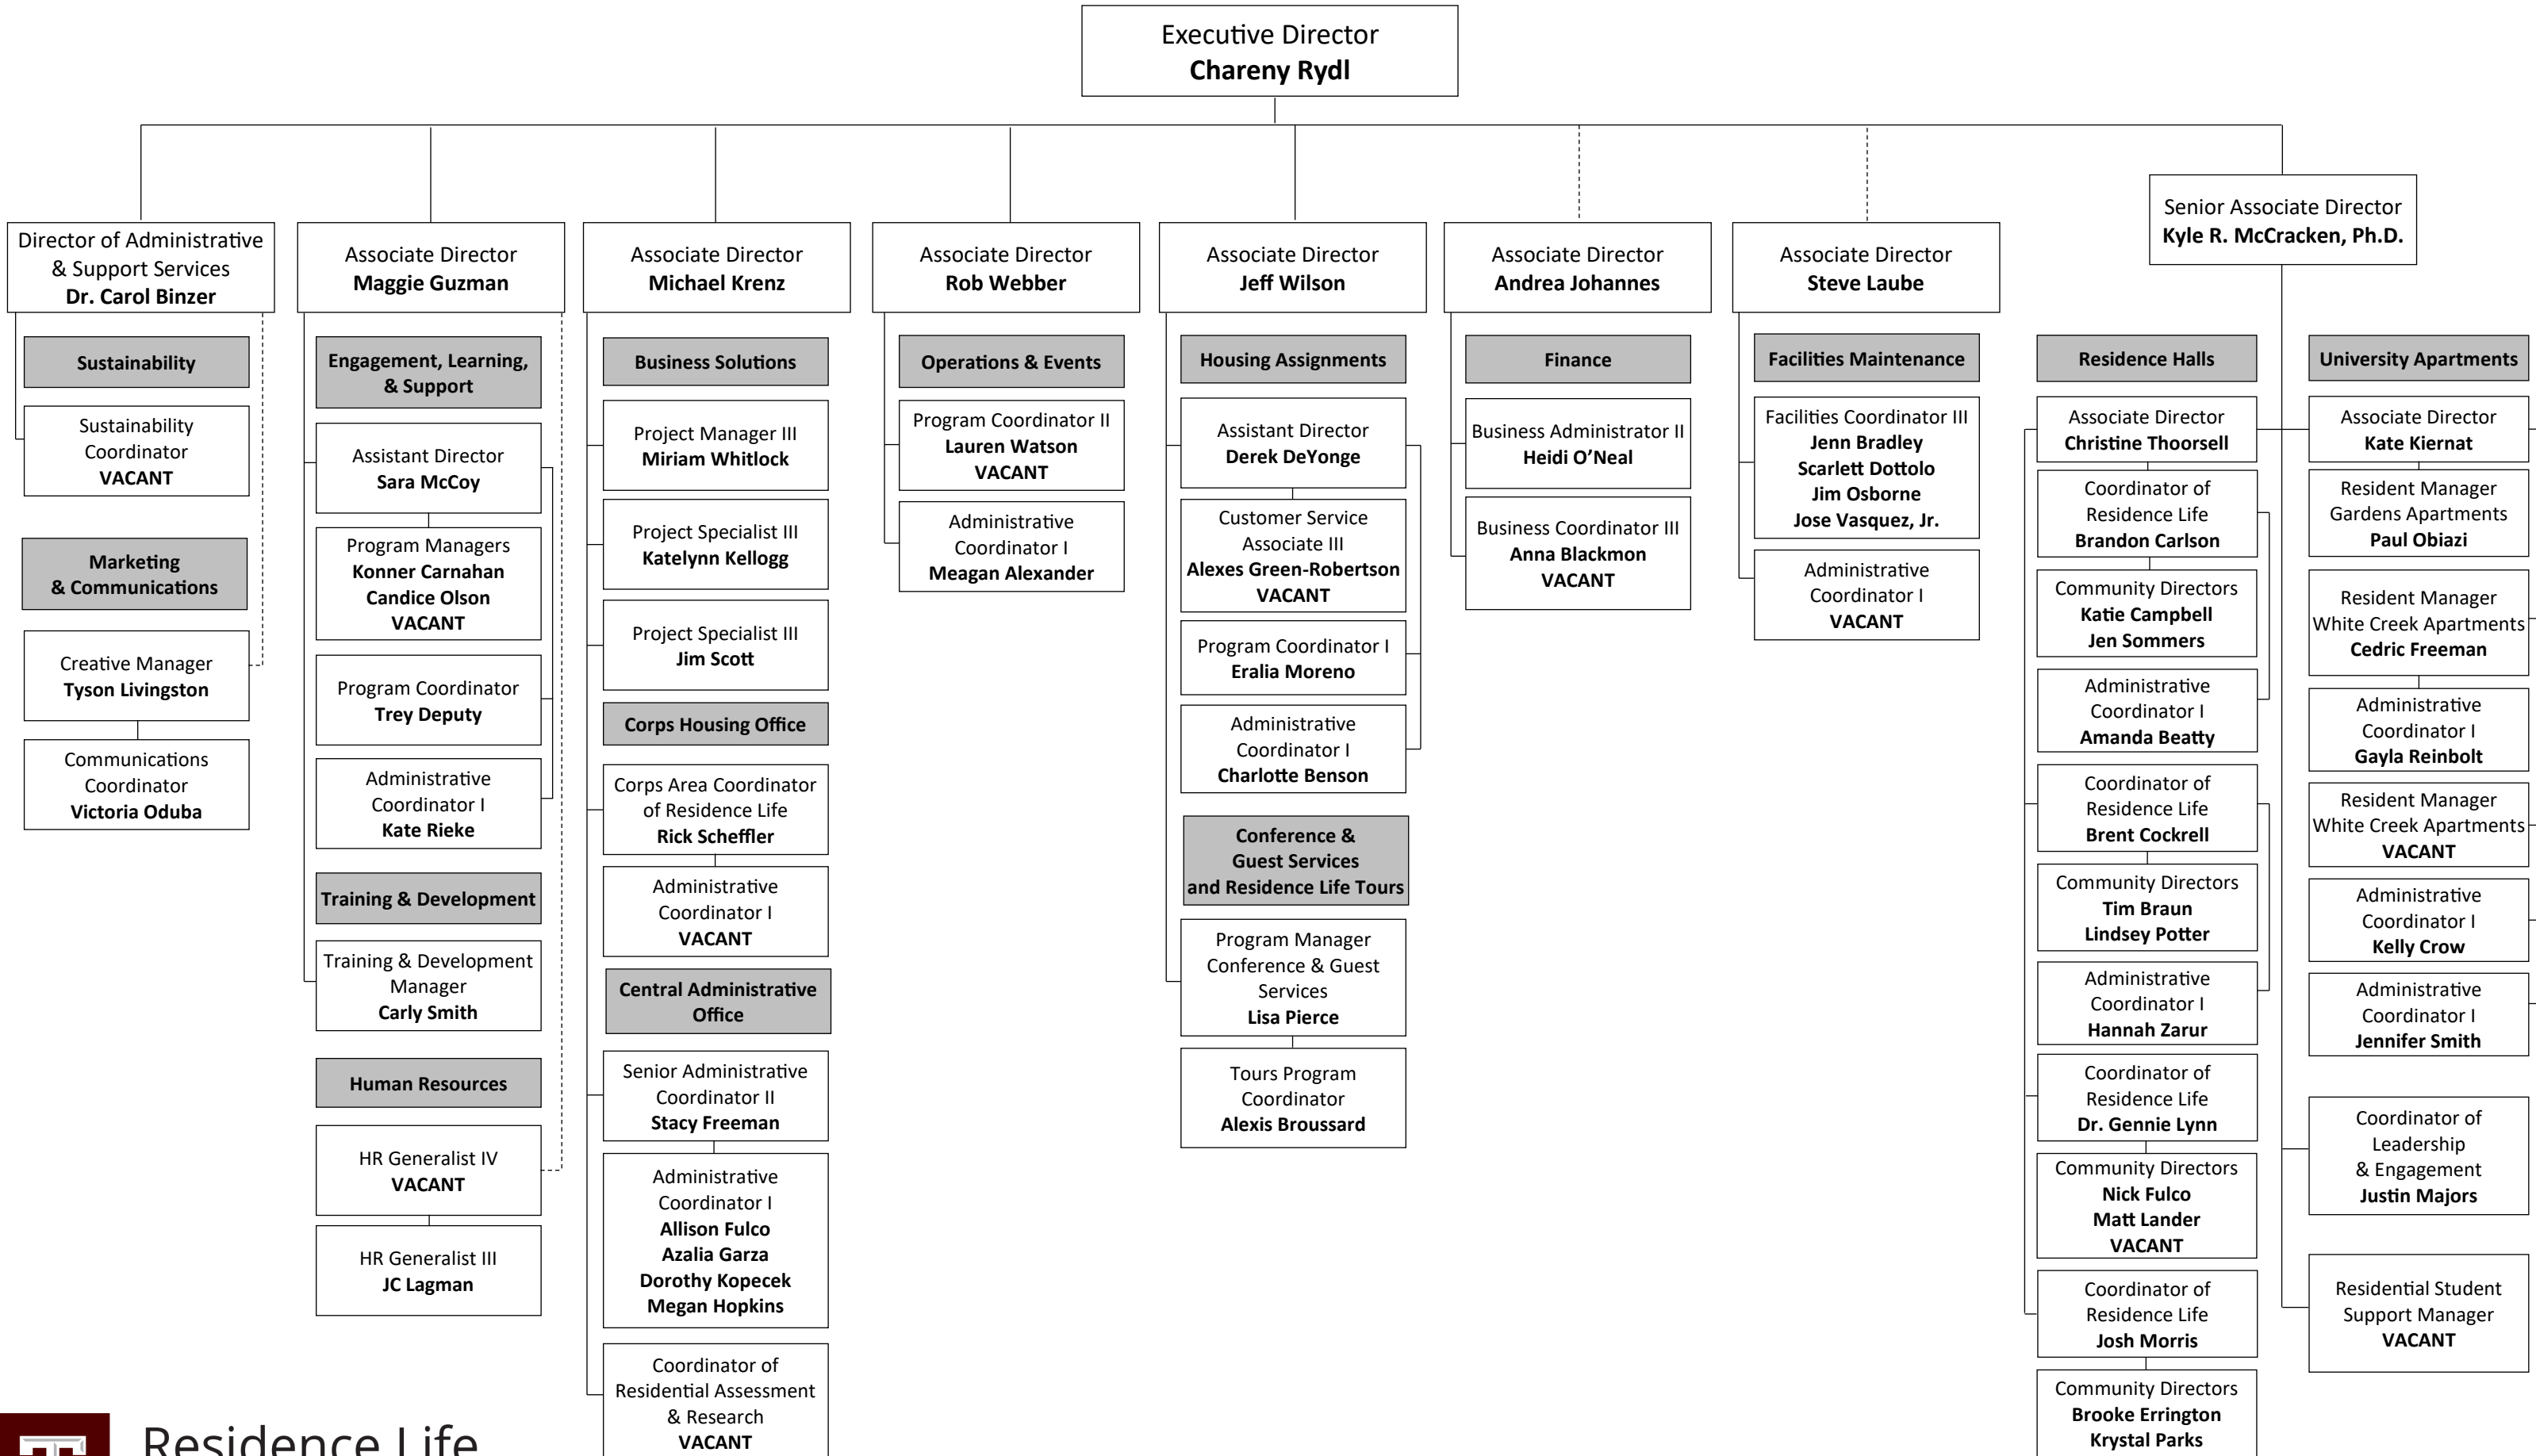 Executive Director
Chareny Rydl
Director of Administrative
& Support Services
Dr. Carol Binzer
Associate Director
Maggie Guzman
Associate Director
Michael Krenz
Associate Director
Rob Webber
Associate Director
Jeff Wilson
Associate Director
Andrea Johannes
Associate Director
Steve Laube
Senior Associate Director
Kyle R. McCracken, Ph.D.
Sustainability
Sustainability
Coordinator
VACANT
Marketing
& Communications
Creative Manager
Tyson Livingston
Communications
Coordinator
Victoria Oduba
Engagement, Learning,
& Support
Assistant Director
Sara McCoy
Program Managers
Konner Carnahan
Candice Olson
VACANT
Program Coordinator
Trey Deputy
Administrative
Coordinator I
Kate Rieke
Training & Development
Training & Development
Manager
Carly Smith
Human Resources
HR Generalist IV
VACANT
HR Generalist III
JC Lagman
Business Solutions
Project Manager III
Miriam Whitlock
Project Specialist III
Katelynn Kellogg
Project Specialist III
Jim Scott
Corps Housing Office
Corps Area Coordinator
of Residence Life
Rick Scheffler
Administrative
Coordinator I
VACANT
Central Administrative
Office
Senior Administrative
Coordinator II
Stacy Freeman
Administrative
Coordinator I
Allison Fulco
Azalia Garza
Dorothy Kopecek
Megan Hopkins
Coordinator of
Residential Assessment
& Research
VACANT
Operations & Events
Program Coordinator II
Lauren Watson
VACANT
Administrative
Coordinator I
Meagan Alexander
Housing Assignments
Assistant Director
Derek DeYonge
Customer Service
Associate III
Alexes Green-Robertson
VACANT
Program Coordinator I
Eralia Moreno
Administrative
Coordinator I
Charlotte Benson
Conference &
Guest Services
and Residence Life Tours
Program Manager
Conference & Guest
Services
Lisa Pierce
Tours Program
Coordinator
Alexis Broussard
Finance
Business Administrator II
Heidi O’Neal
Business Coordinator III
Anna Blackmon
VACANT
Facilities Maintenance
Facilities Coordinator III
Jenn Bradley
Scarlett Dottolo
Jim Osborne
Jose Vasquez, Jr.
Administrative
Coordinator I
VACANT
Residence Halls
Associate Director
Christine Thoorsell
Coordinator of
Residence Life
Brandon Carlson
Community Directors
Katie Campbell
Jen Sommers
Administrative
Coordinator I
Amanda Beatty
Coordinator of
Residence Life
Brent Cockrell
Community Directors
Tim Braun
Lindsey Potter
Administrative
Coordinator I
Hannah Zarur
Coordinator of
Residence Life
Dr. Gennie Lynn
Community Directors
Nick Fulco
Matt Lander
VACANT
Coordinator of
Residence Life
Josh Morris
Community Directors
Brooke Errington
Krystal Parks
University Apartments
Associate Director
Kate Kiernat
Resident Manager
Gardens Apartments
Paul Obiazi
Resident Manager
White Creek Apartments
Cedric Freeman
Administrative
Coordinator I
Gayla Reinbolt
Resident Manager
White Creek Apartments
VACANT
Administrative
Coordinator I
Kelly Crow
Administrative
Coordinator I
Jennifer Smith
Coordinator of
Leadership
& Engagement
Justin Majors
Residential Student
Support Manager
VACANT
Residence Life